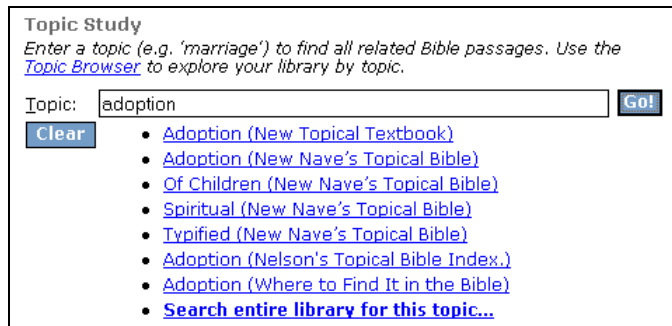 Topic Study
Enter a topic (e.g. 'marriage') to find all related Bible passages. Use the
Topic Browser to explore your library by topic.
Topic: adoption Go!
Clear
• Adoption (New Topical Textbook)
• Adoption (New Nave's Topical Bible)
• Of Children (New Nave's Topical Bible)
• Spiritual (New Nave's Topical Bible)
• Typified (New Nave's Topical Bible)
• Adoption (Nelson's Topical Bible Index.)
• Adoption (Where to Find It in the Bible)
• Search entire library for this topic...